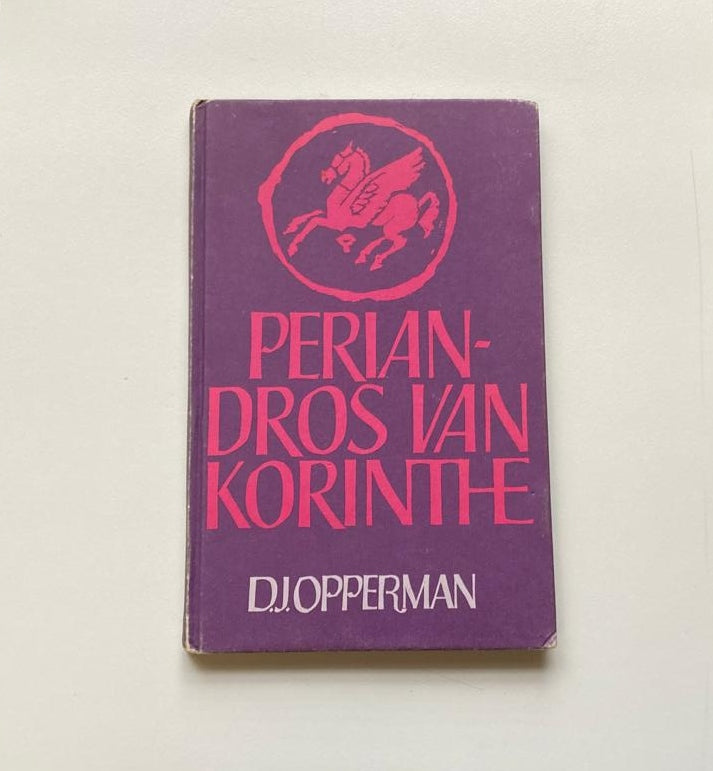 PERIAN-
DROS VAN
KORINTHE
D.J. OPPERMAN